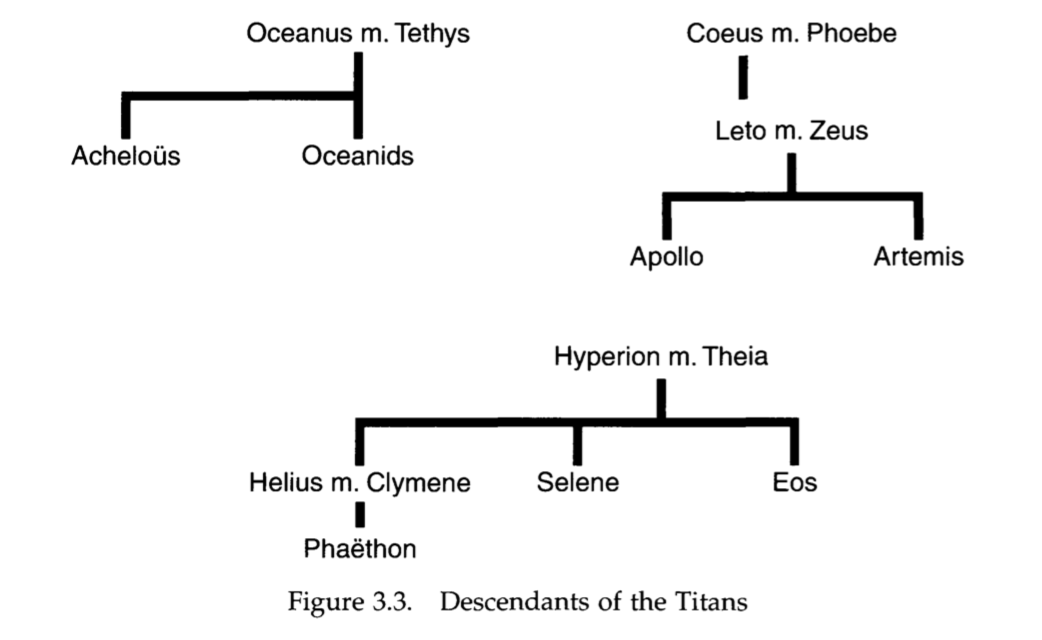 Oceanus m. Tethys
Coeus m. Phoebe
Leto m. Zeus
Acheloüs
Oceanids
Apollo
Artemis
Hyperion m. Theia
Helius m. Clymene
Selene
Eos
Phaëthon
Figure 3.3. Descendants of the Titans